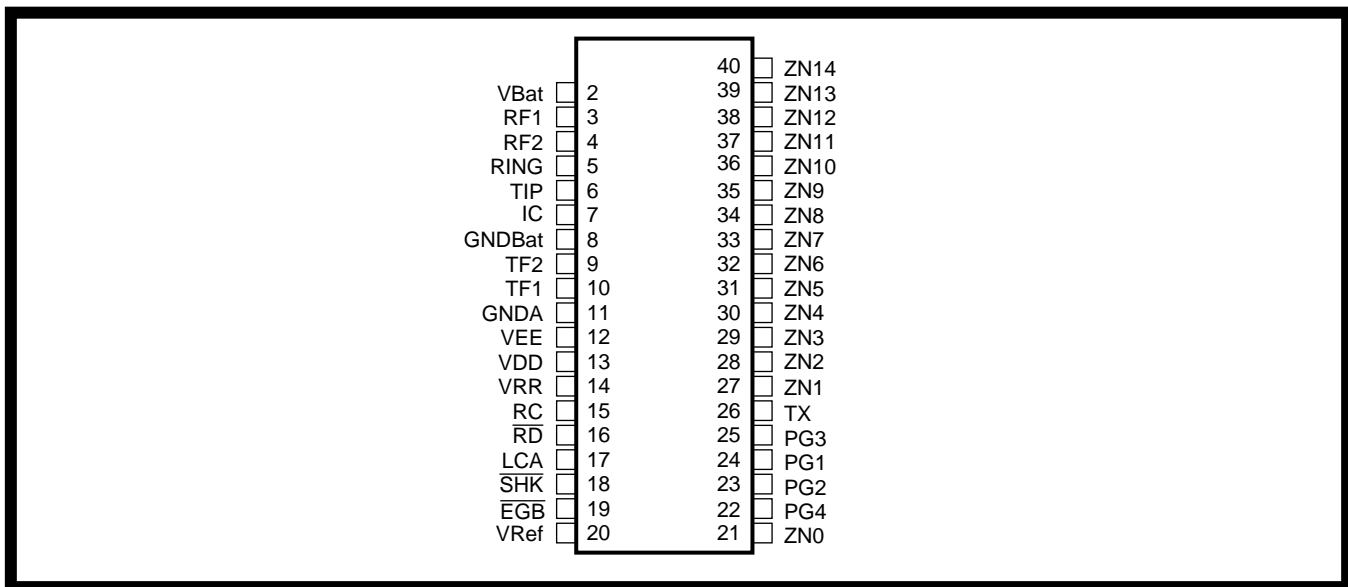 40 ZN14
VBat 2 39 ZN13
RF1 3 38 ZN12
RF2 4 37 ZN11
RING 5 36 ZN10
TIP 6 35 ZN9
IC 7 34 ZN8
GNDBat 8 33 ZN7
TF2 9 32 ZN6
TF1 10 31 ZN5
GNDA 11 30 ZN4
VEE 12 29 ZN3
VDD 13 28 ZN2
VRR 14 27 ZN1
RC 15 26 TX
R̅D̅ 16 25 PG3
LCA 17 24 PG1
S̅H̅K̅ 18 23 PG2
E̅G̅B̅ 19 22 PG4
VRef 20 21 ZN0